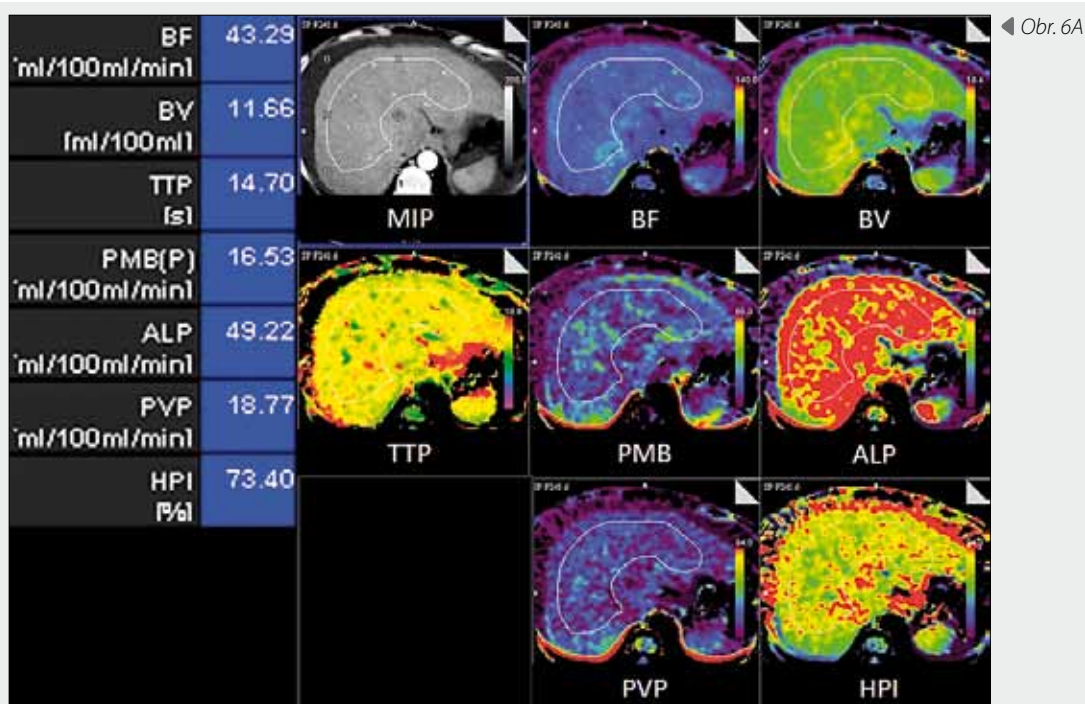 BF 43.29
[ml/100ml/min]
BV 11.66
[ml/100ml]
TTP 14.70
[s]
PMB(P) 16.53
[ml/100ml/min]
ALP 49.22
[ml/100ml/min]
PVP 18.77
[ml/100ml/min]
HPI 73.40
[%]
MIP
BF
BV
TTP
PMB
ALP
PVP
HPI
Obr. 6A